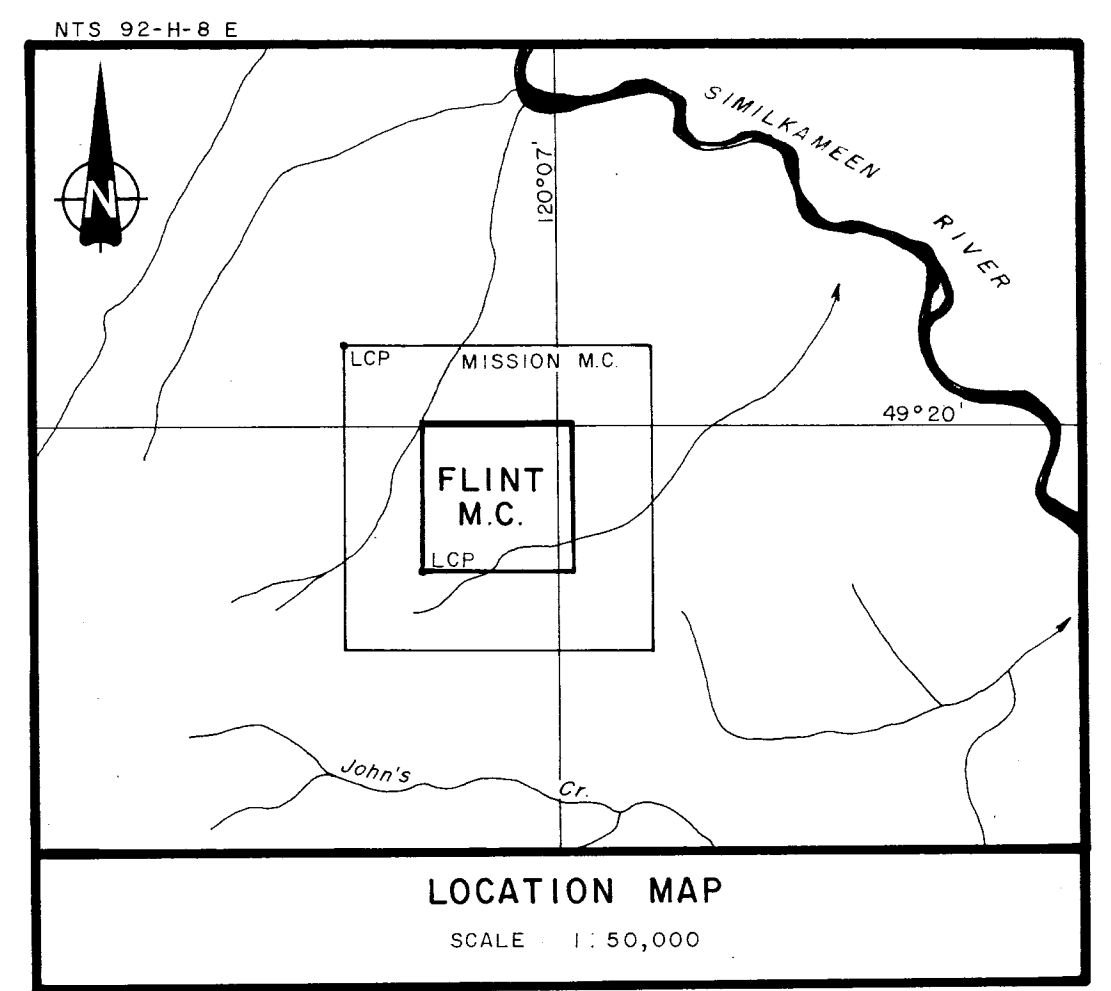 NTS 92-H-8 E
SIMILKAMEEN
RIVER
N
120°07'
LCP
MISSION M.C.
49°20'
FLINT
M.C.
LCP
John's
Cr.
LOCATION MAP
SCALE 1:50,000